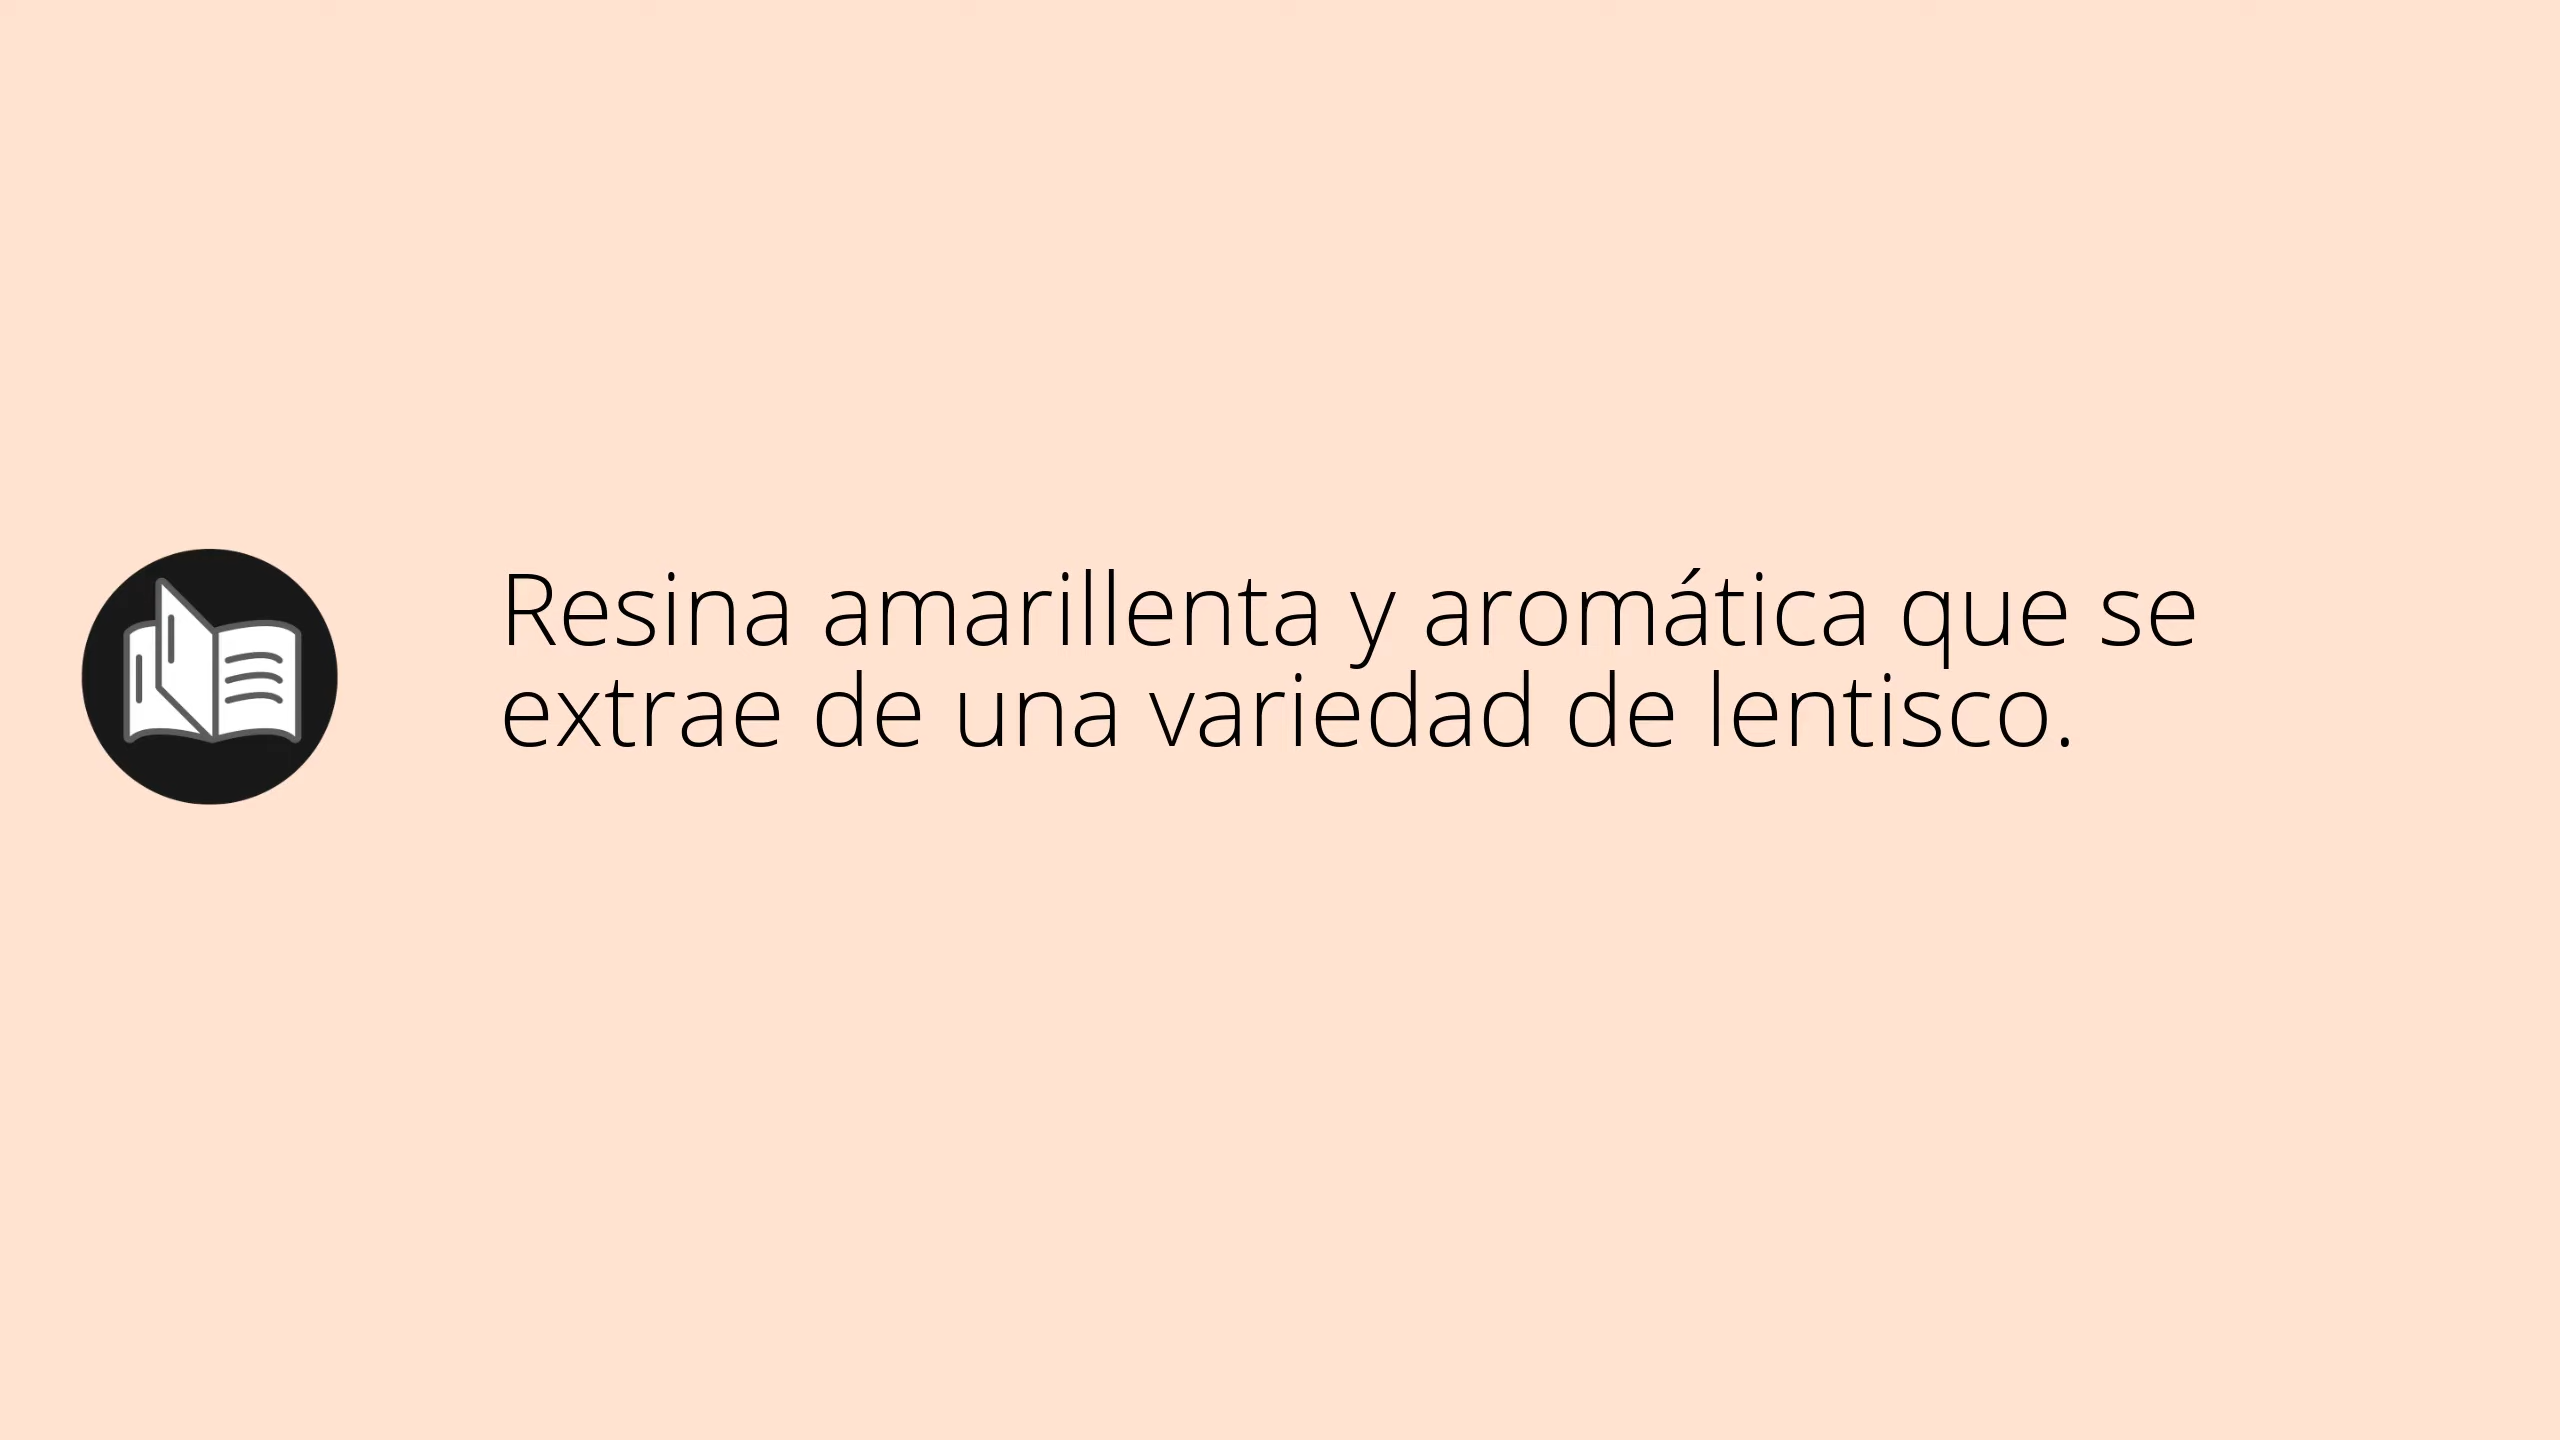 Resina amarillenta y aromática que se
extrae de una variedad de lentisco.